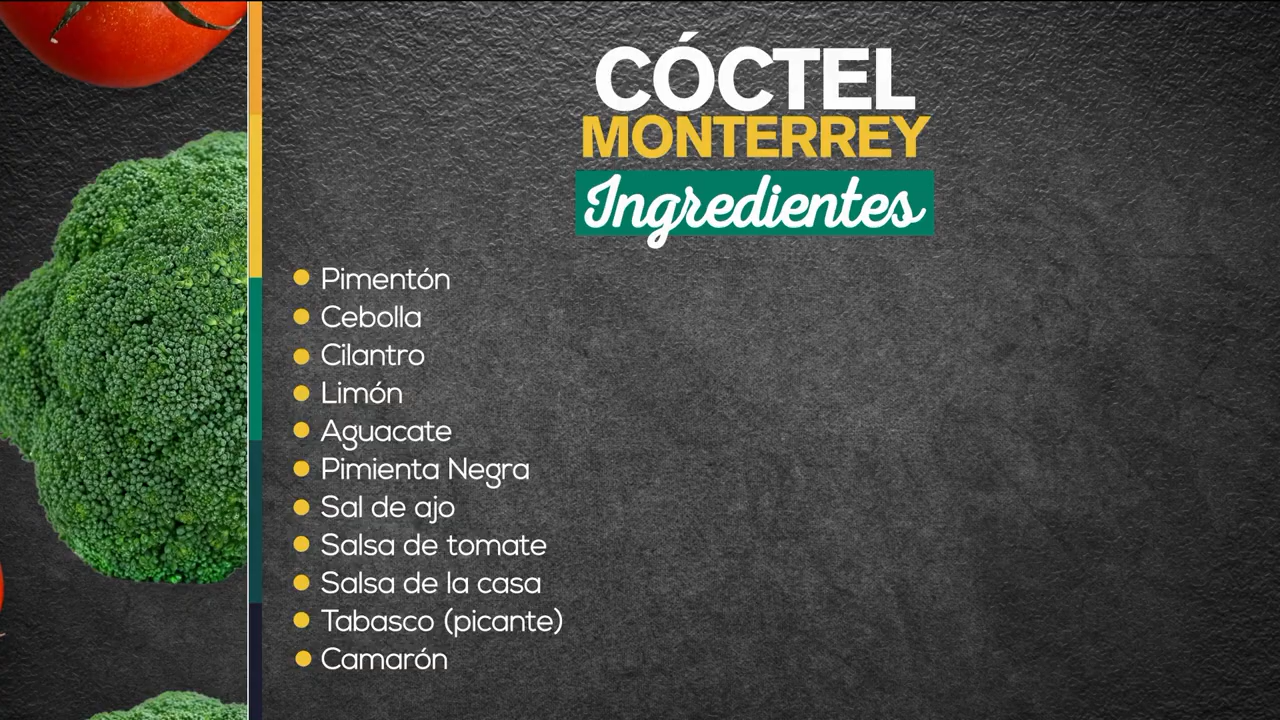 CÓCTEL
MONTERREY
Ingredientes
Pimentón
Cebolla
Cilantro
Limón
Aguacate
Pimienta Negra
Sal de ajo
Salsa de tomate
Salsa de la casa
Tabasco (picante)
Camarón